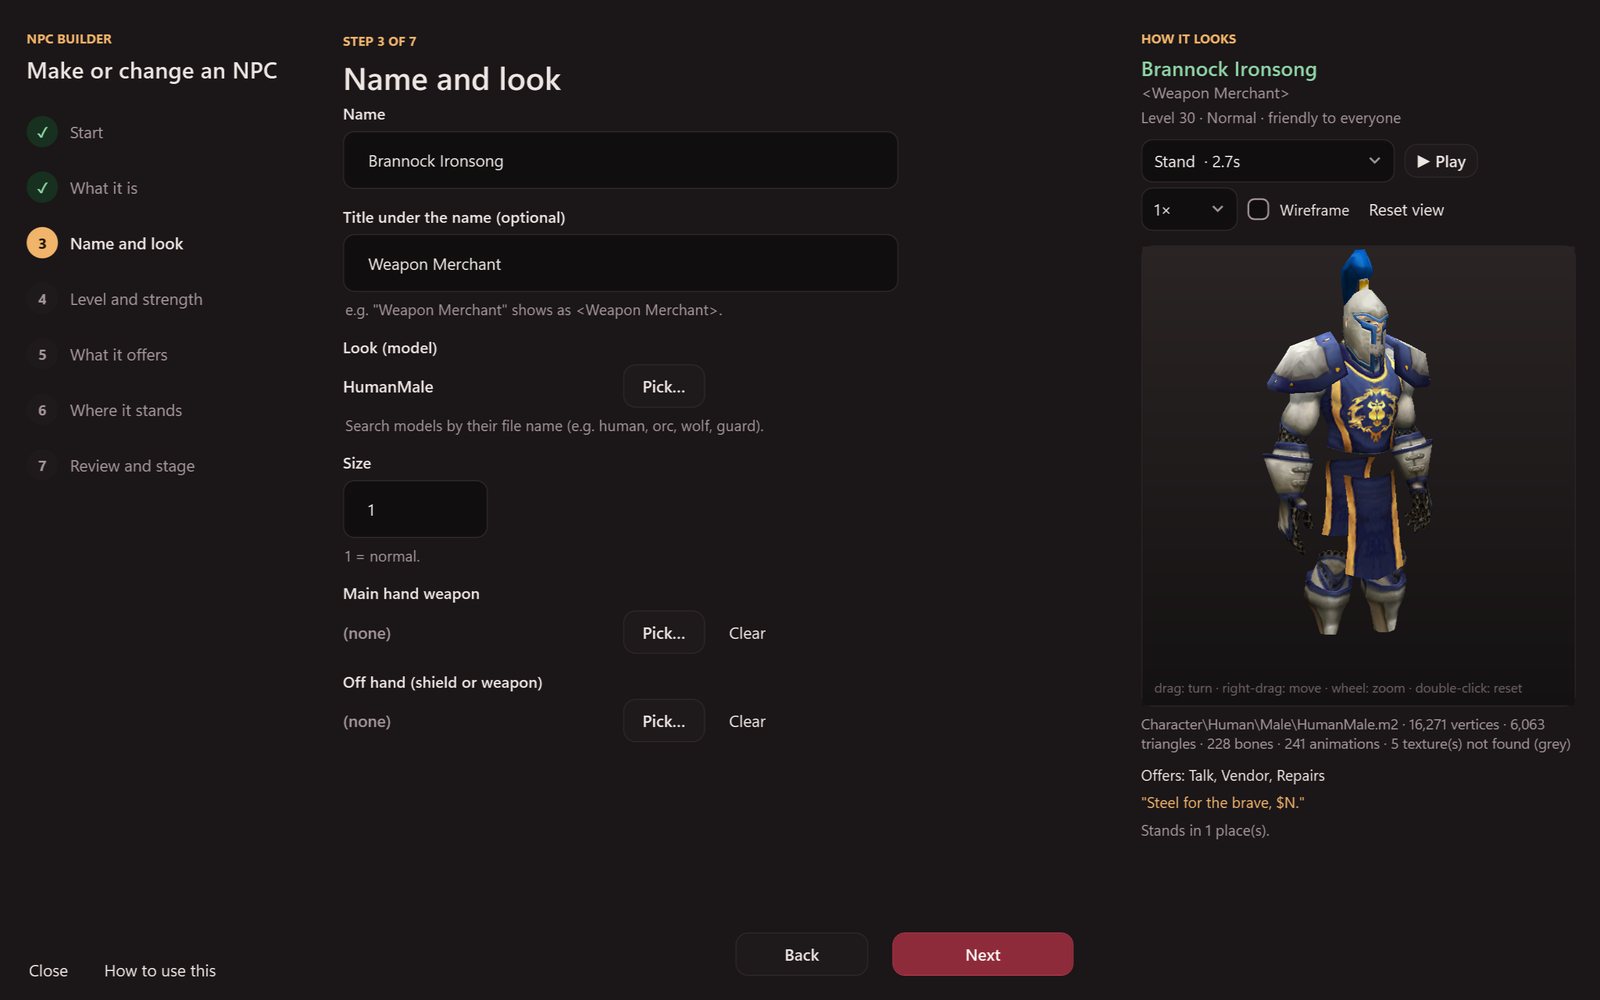 NPC BUILDER
Make or change an NPC
✓ Start
✓ What it is
3 Name and look
4 Level and strength
5 What it offers
6 Where it stands
7 Review and stage
Close
How to use this
STEP 3 OF 7
Name and look
Name
Brannock Ironsong
Title under the name (optional)
Weapon Merchant
e.g. "Weapon Merchant" shows as <Weapon Merchant>.
Look (model)
HumanMale Pick...
Search models by their file name (e.g. human, orc, wolf, guard).
Size
1
1 = normal.
Main hand weapon
(none) Pick... Clear
Off hand (shield or weapon)
(none) Pick... Clear
Back Next
HOW IT LOOKS
Brannock Ironsong
<Weapon Merchant>
Level 30 · Normal · friendly to everyone
Stand · 2.7s ▶ Play
1× Wireframe Reset view
drag: turn · right-drag: move · wheel: zoom · double-click: reset
Character\Human\Male\HumanMale.m2 · 16,271 vertices · 6,063
triangles · 228 bones · 241 animations · 5 texture(s) not found (grey)
Offers: Talk, Vendor, Repairs
"Steel for the brave, $N."
Stands in 1 place(s).